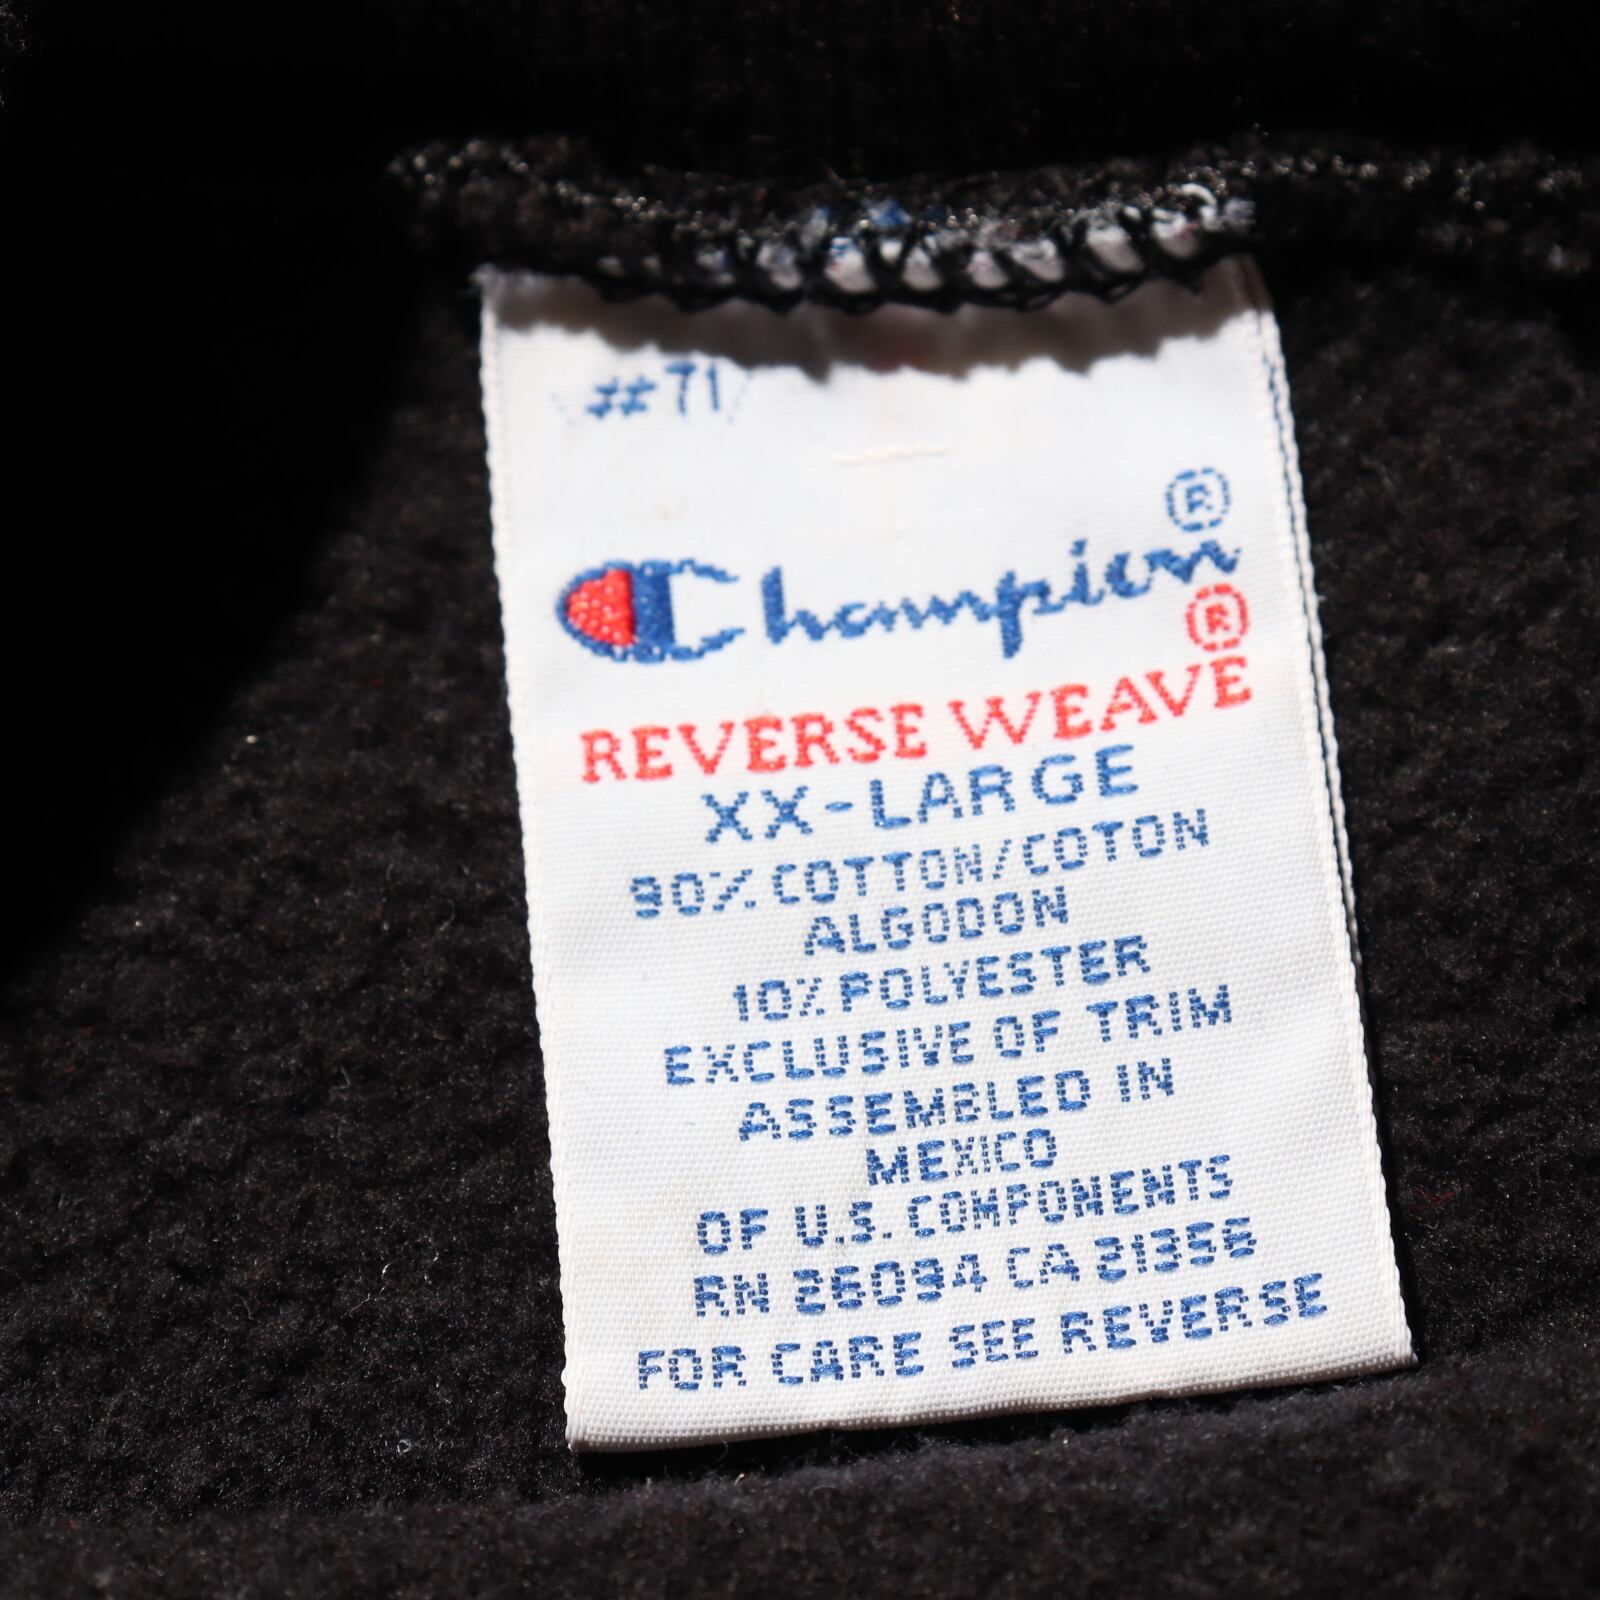 #71
®
Champion
®
REVERSE WEAVE
XX-LARGE
90% COTTON/COTON
ALGODON
10% POLYESTER
EXCLUSIVE OF TRIM
ASSEMBLED IN
MEXICO
OF U.S. COMPONENTS
RN 26094 CA 21356
FOR CARE SEE REVERSE